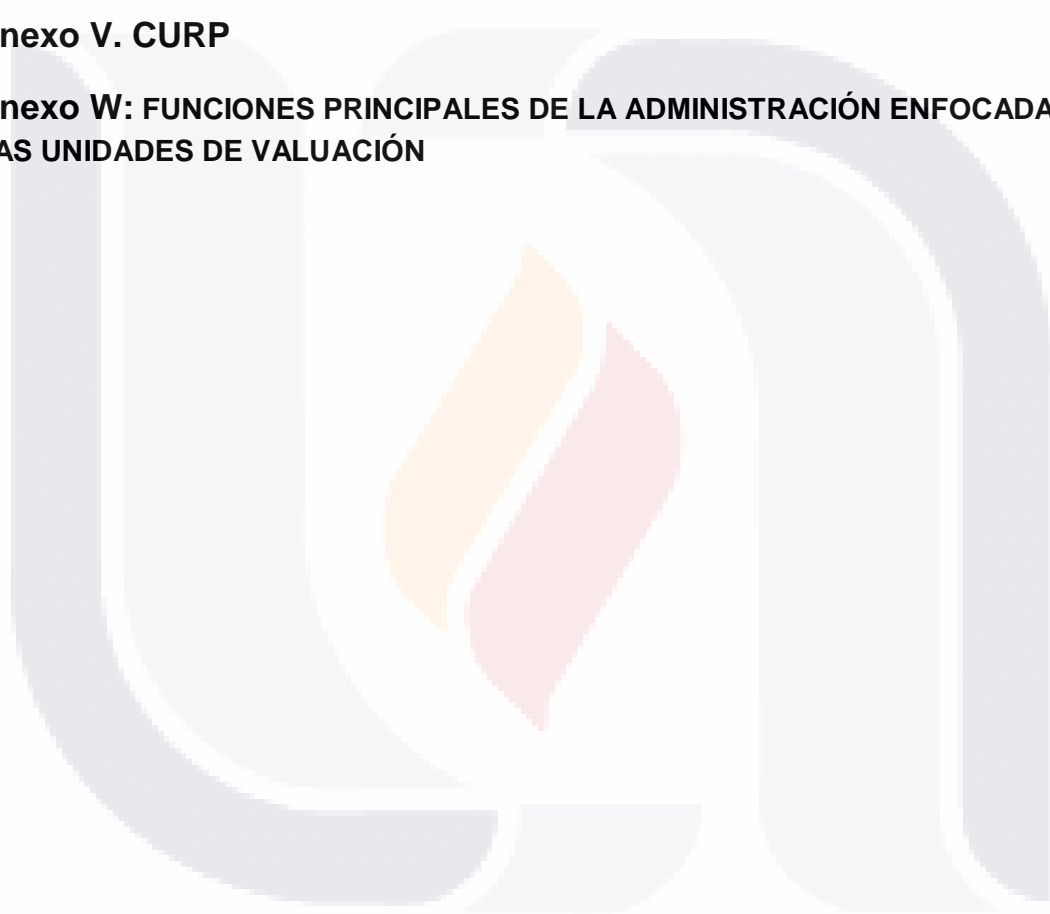 nexo V. CURP
nexo W: FUNCIONES PRINCIPALES DE LA ADMINISTRACIÓN ENFOCADA
AS UNIDADES DE VALUACIÓN